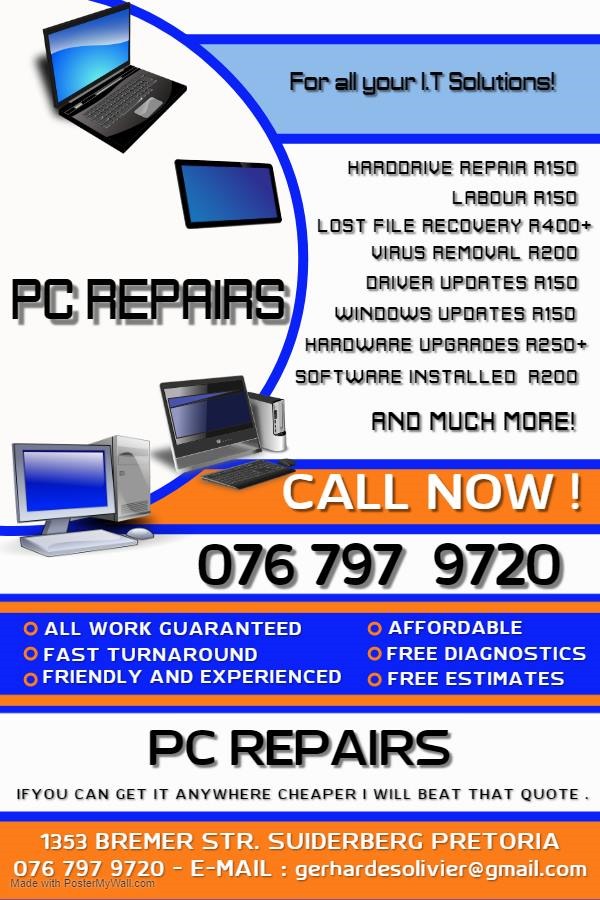 For all your I.T Solutions!
HARDDRIVE REPAIR R150
LABOUR R150
LOST FILE RECOVERY R400+
VIRUS REMOVAL R200
DRIVER UPDATES R150
WINDOWS UPDATES R150
HARDWARE UPGRADES R250+
SOFTWARE INSTALLED R200
AND MUCH MORE!
PC REPAIRS
CALL NOW !
076 797 9720
ALL WORK GUARANTEED
FAST TURNAROUND
FRIENDLY AND EXPERIENCED
AFFORDABLE
FREE DIAGNOSTICS
FREE ESTIMATES
PC REPAIRS
IFYOU CAN GET IT ANYWHERE CHEAPER I WILL BEAT THAT QUOTE .
1353 BREMER STR. SUIDERBERG PRETORIA
076 797 9720 - E-MAIL : gerhardesolivier@gmail.com
Made with PosterMyWall.com